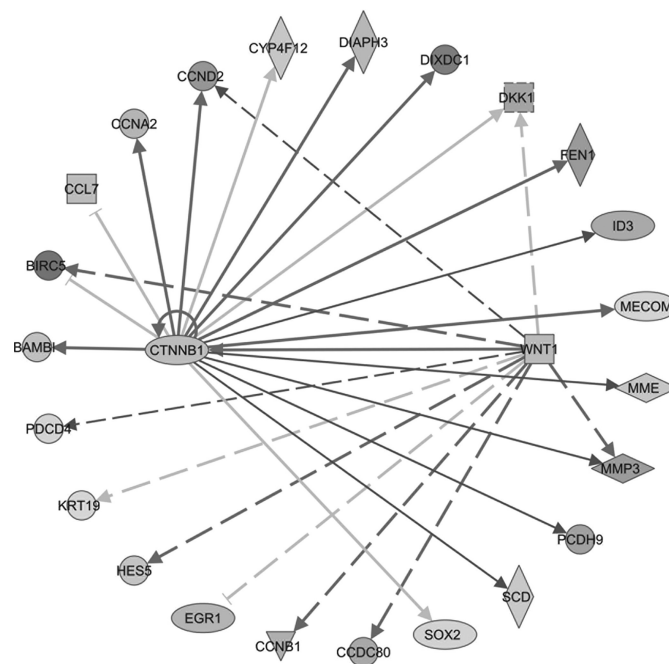 CYP4F12
DIAPH3
CCND2
DIXDC1
DKK1
CCNA2
FEN1
CCL7
ID3
BIRC5
MECOM
BAMBI
CTNNB1
WNT1
MME
PDCD4
MMP3
KRT19
PCDH9
HES5
SCD
EGR1
SOX2
CCNB1
CCDC80